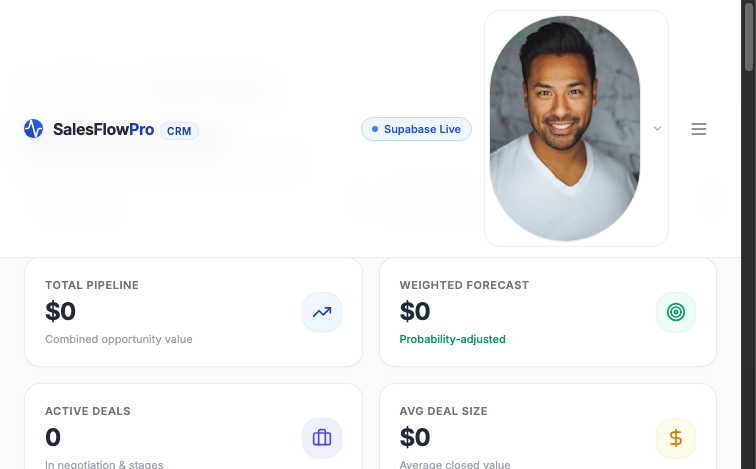 SalesFlowPro CRM
Supabase Live
TOTAL PIPELINE
$0
Combined opportunity value
WEIGHTED FORECAST
$0
Probability-adjusted
ACTIVE DEALS
0
In negotiation & stages
AVG DEAL SIZE
$0
Average closed value